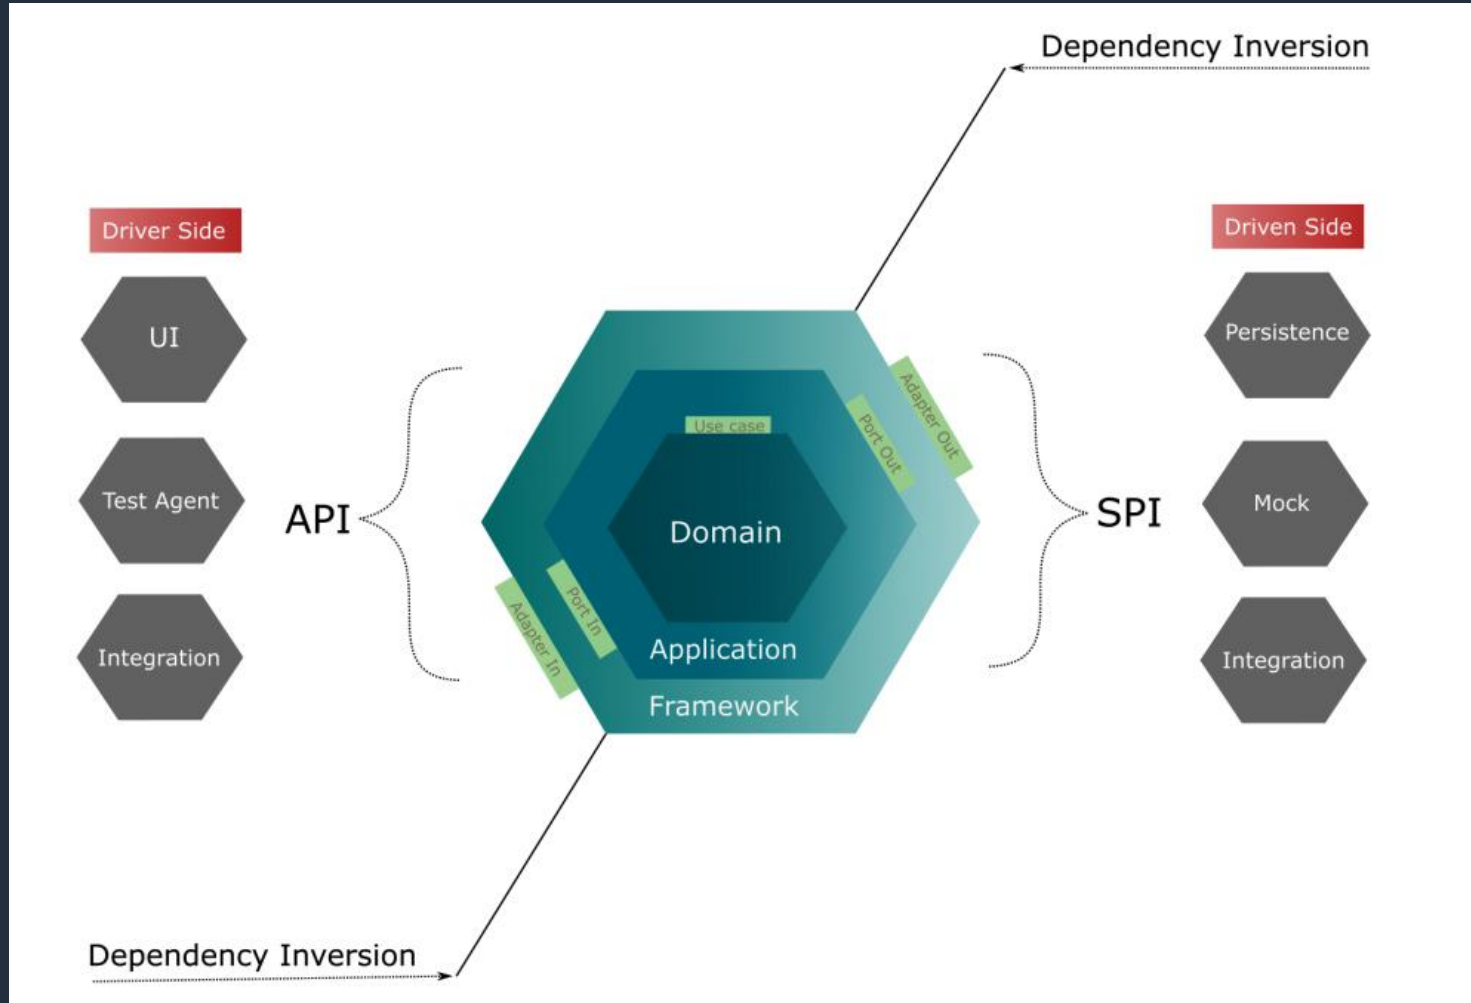 Dependency Inversion
Driver Side
Driven Side
UI
Persistence
Adapter Out
Use case
Port Out
Test Agent
API
Domain
SPI
Mock
Port In
Adapter In
Application
Integration
Integration
Framework
Dependency Inversion